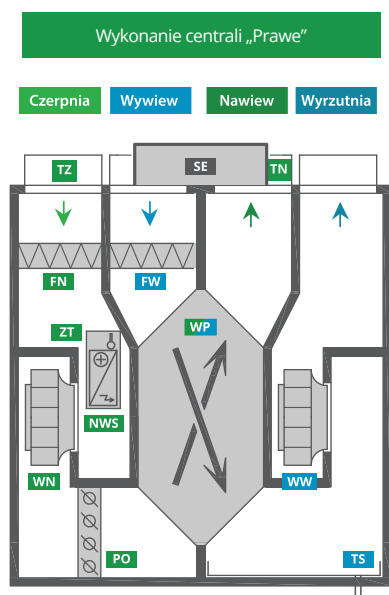 Wykonanie centrali „Prawe”
Czerpnia Wywiew Nawiew Wyrzutnia
TZ SE TN
FN FW
ZT WP
NWS
WN WW
PO TS